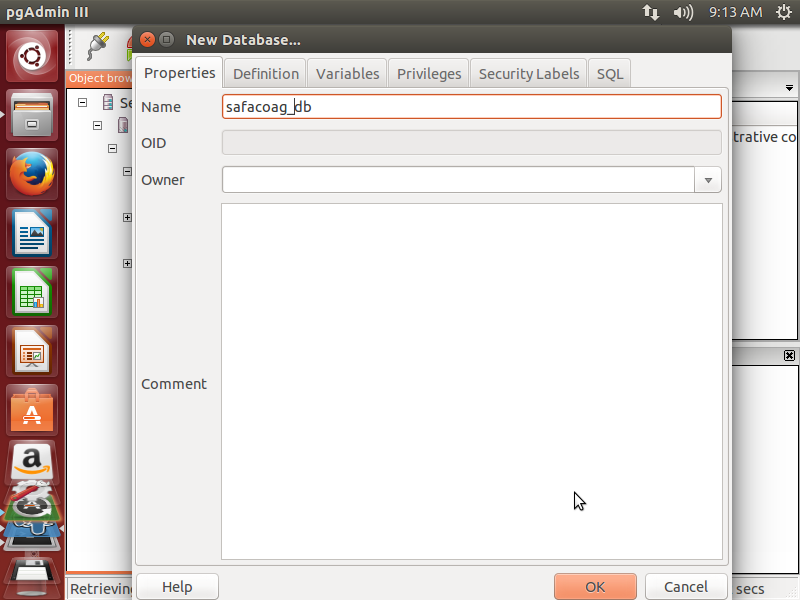 pgAdmin III
9:13 AM
New Database...
Object brow
Properties Definition Variables Privileges Security Labels SQL
Name safacoag_db
OID
Owner
Comment
Se
trative co
Help OK Cancel
Retrieving
secs